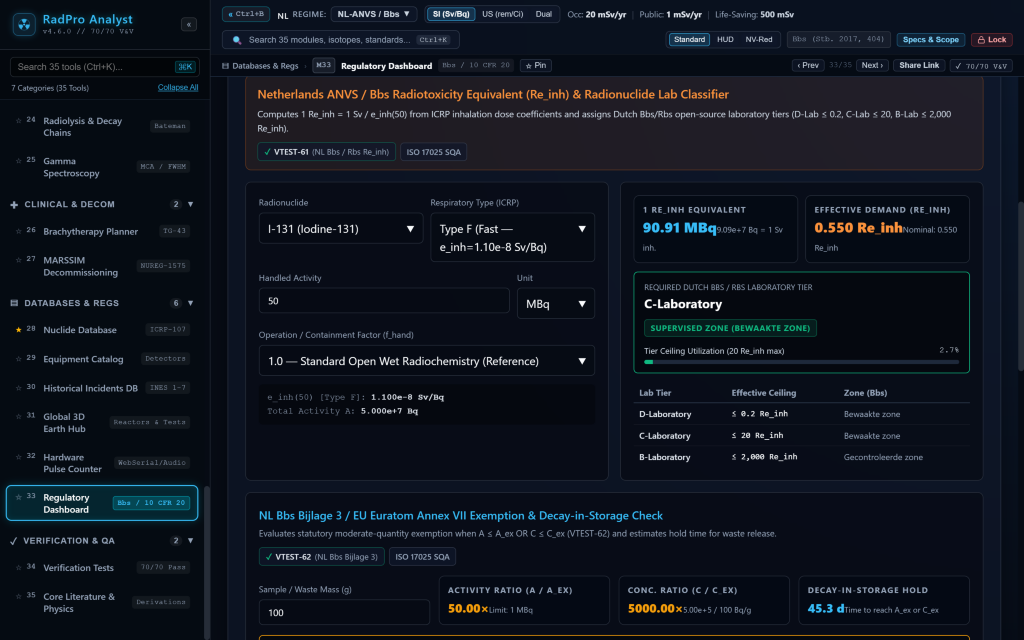 RadPro Analyst
v4.6.0 // 70/70 V&V
«
Search 35 tools (Ctrl+K)...
⌘K
7 Categories (35 Tools)
Collapse All
☆ 24 Radiolysis & Decay Chains
Bateman
☆ 25 Gamma Spectroscopy
MCA / FWHM
CLINICAL & DECOM 2 ▼
☆ 26 Brachytherapy Planner
TG-43
☆ 27 MARSSIM Decommissioning
NUREG-1575
DATABASES & REGS 6 ▼
★ 28 Nuclide Database
ICRP-107
☆ 29 Equipment Catalog
Detectors
☆ 30 Historical Incidents DB
INES 1-7
☆ 31 Global 3D Earth Hub
Reactors & Tests
☆ 32 Hardware Pulse Counter
WebSerial/Audio
☆ 33 Regulatory Dashboard
Bbs / 10 CFR 20
✓ VERIFICATION & QA 2 ▼
☆ 34 Verification Tests
70/70 Pass
☆ 35 Core Literature & Physics
Derivations
« Ctrl+B NL REGIME: NL-ANVS / Bbs ▼ SI (Sv/Bq) US (rem/Ci) Dual Occ: 20 mSv/yr | Public: 1 mSv/yr | Life-Saving: 500 mSv
Search 35 modules, isotopes, standards... Ctrl+K Standard HUD NV-Red Bbs (Stb. 2017, 404) Specs & Scope Lock
Databases & Regs › M33 Regulatory Dashboard Bbs / 10 CFR 20 ☆ Pin ‹ Prev 33/35 Next › Share Link ✓ 70/70 V&V
Netherlands ANVS / Bbs Radiotoxicity Equivalent (Re_inh) & Radionuclide Lab Classifier
Computes 1 Re_inh = 1 Sv / e_inh(50) from ICRP inhalation dose coefficients and assigns Dutch Bbs/Rbs open-source laboratory tiers (D-Lab ≤ 0.2, C-Lab ≤ 20, B-Lab ≤ 2,000
Re_inh).
✓ VTEST-61 (NL Bbs / Rbs Re_inh) ISO 17025 SQA
Radionuclide
I-131 (Iodine-131) ▼
Respiratory Type (ICRP)
Type F (Fast —
e_inh=1.10e-8 Sv/Bq) ▼
Handled Activity
50
Unit
MBq ▼
Operation / Containment Factor (f_hand)
1.0 — Standard Open Wet Radiochemistry (Reference) ▼
e_inh(50) [Type F]: 1.100e-8 Sv/Bq
Total Activity A: 5.000e+7 Bq
1 RE_INH EQUIVALENT
90.91 MBq9.09e+7 Bq = 1 Sv
inh.
EFFECTIVE DEMAND (RE_INH)
0.550 Re_inhNominal: 0.550
Re_inh
REQUIRED DUTCH BBS / RBS LABORATORY TIER
C-Laboratory
SUPERVISED ZONE (BEWAAKTE ZONE)
Tier Ceiling Utilization (20 Re_inh max) 2.7%
Lab Tier Effective Ceiling Zone (Bbs)
D-Laboratory ≤ 0.2 Re_inh Bewaakte zone
C-Laboratory ≤ 20 Re_inh Bewaakte zone
B-Laboratory ≤ 2,000 Re_inh Gecontroleerde zone
NL Bbs Bijlage 3 / EU Euratom Annex VII Exemption & Decay-in-Storage Check
Evaluates statutory moderate-quantity exemption when A ≤ A_ex OR C ≤ C_ex (VTEST-62) and estimates hold time for waste release.
✓ VTEST-62 (NL Bbs Bijlage 3) ISO 17025 SQA
Sample / Waste Mass (g)
100
ACTIVITY RATIO (A / A_EX)
50.00×Limit: 1 MBq
CONC. RATIO (C / C_EX)
5000.00×5.00e+5 / 100 Bq/g
DECAY-IN-STORAGE HOLD
45.3 dTime to reach A_ex or C_ex